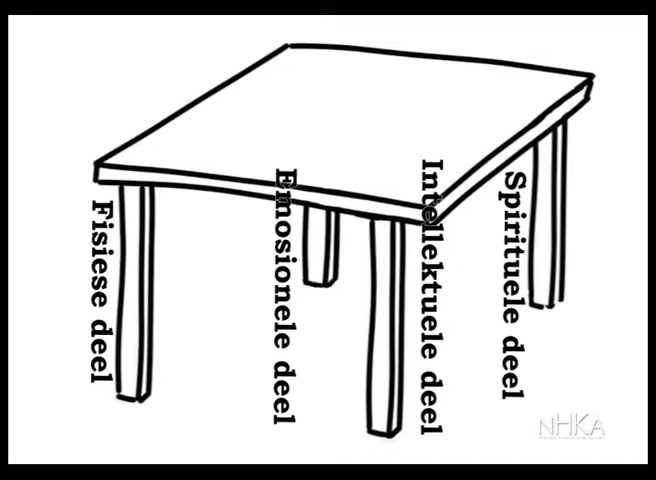 Fisiese deel
Emosionele deel
Intellektuele deel
Spirituele deel
NHKA